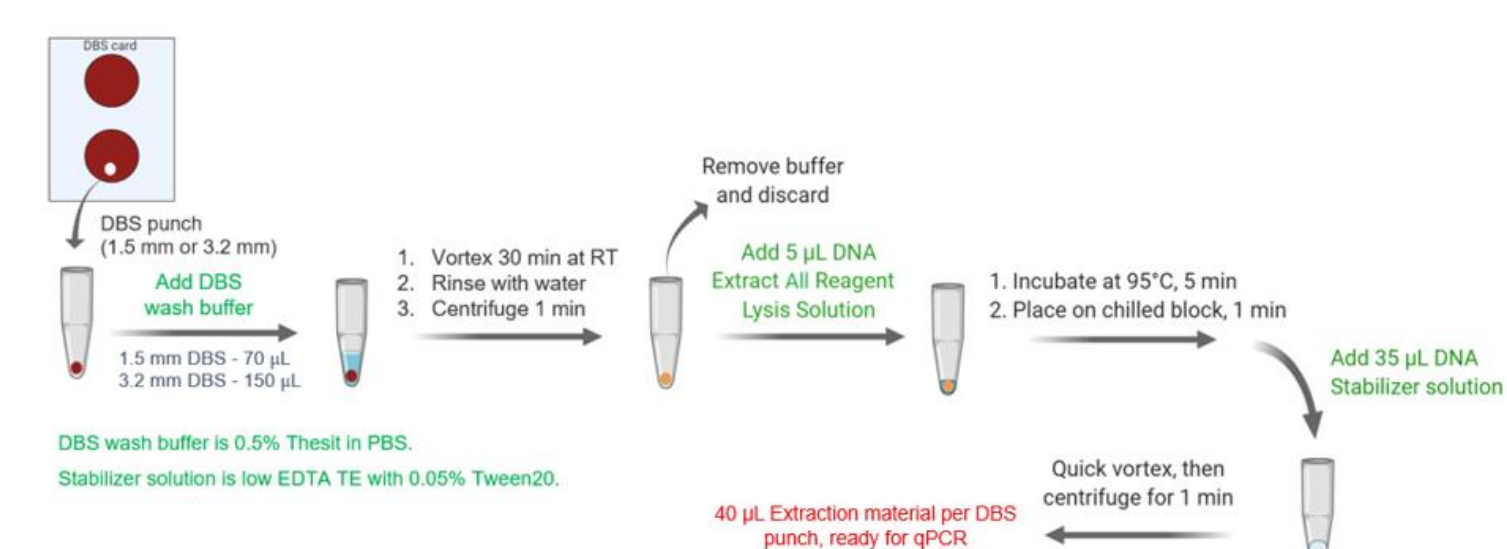 DBS card
DBS punch
(1.5 mm or 3.2 mm)
Add DBS
wash buffer
1.5 mm DBS - 70 µL
3.2 mm DBS - 150 µL
1. Vortex 30 min at RT
2. Rinse with water
3. Centrifuge 1 min
Remove buffer
and discard
Add 5 µL DNA
Extract All Reagent
Lysis Solution
1. Incubate at 95°C, 5 min
2. Place on chilled block, 1 min
Add 35 µL DNA
Stabilizer solution
Quick vortex, then
centrifuge for 1 min
40 µL Extraction material per DBS
punch, ready for qPCR
DBS wash buffer is 0.5% Thesit in PBS.
Stabilizer solution is low EDTA TE with 0.05% Tween20.